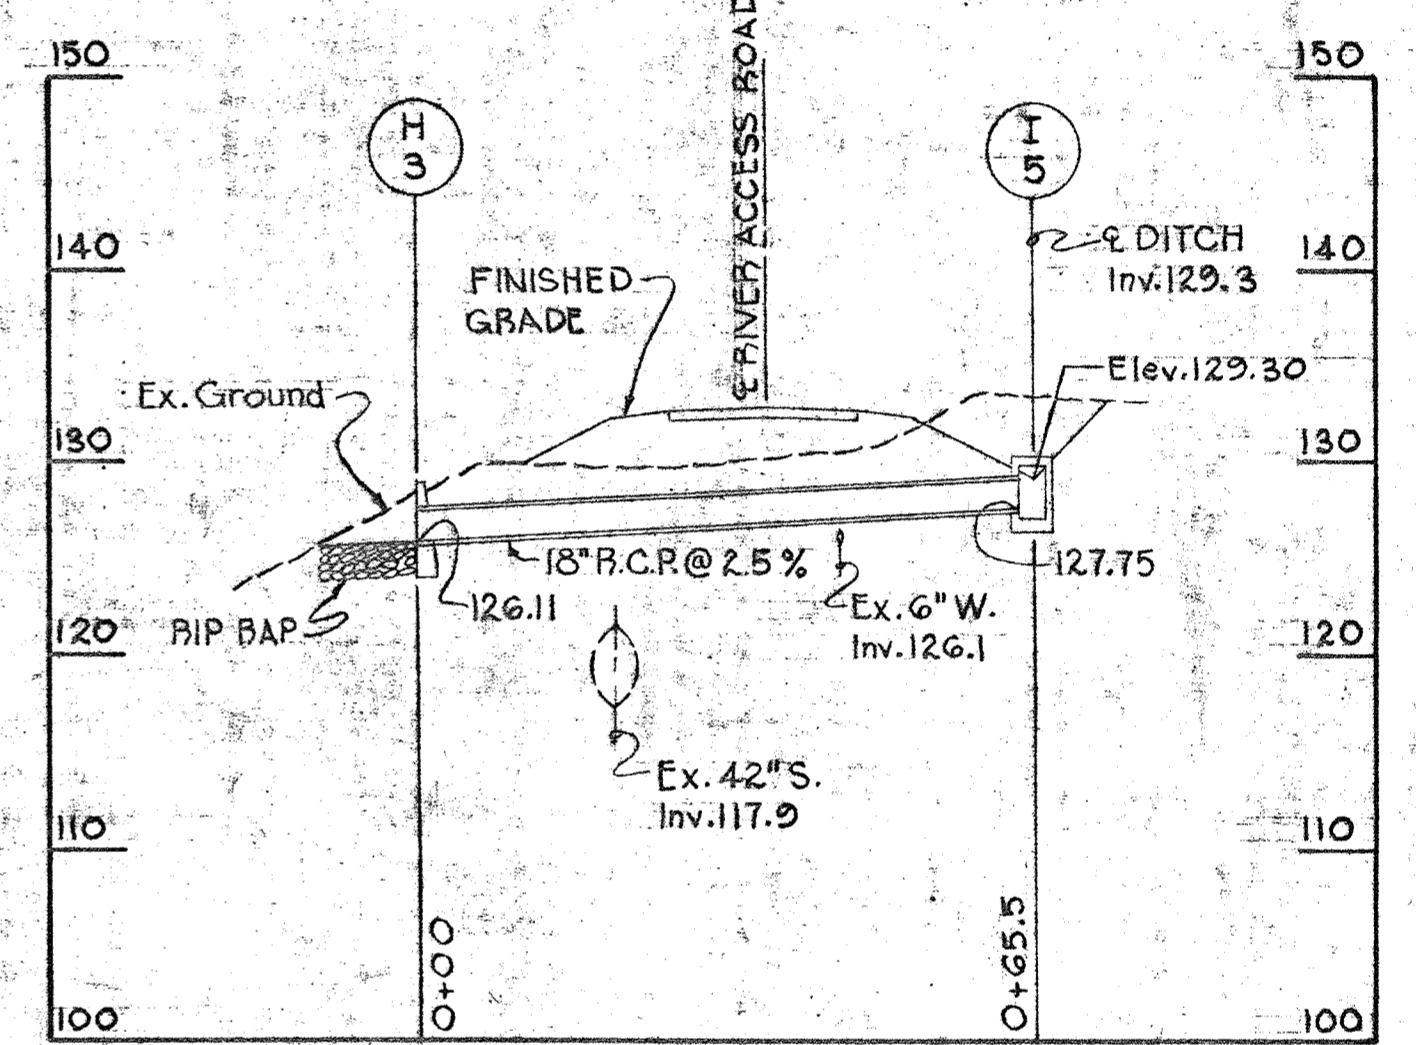 150
150
H
3
I
5
℄ RIVER ACCESS ROAD
140
140
℄ DITCH
Inv.129.3
FINISHED
GRADE
Elev.129.30
Ex. Ground
130
130
18" R.C.P. @ 2.5 %
127.75
126.11
Ex. 6" W.
Inv.126.1
RIP RAP
120
120
Ex. 42" S.
Inv.117.9
110
110
0+00
0+65.5
100
100